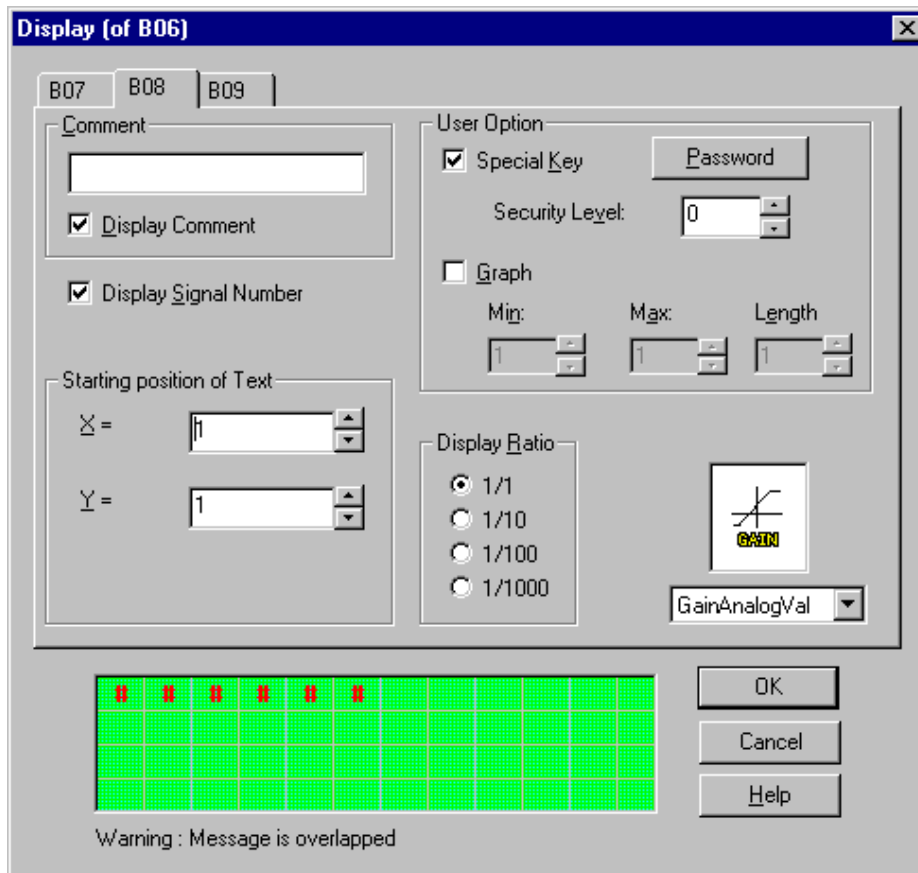 Display (of B06)
B07 B08 B09
Comment
Display Comment
Display Signal Number
Starting position of Text
X = 1
Y = 1
User Option
Special Key
Password
Security Level: 0
Graph
Min: Max: Length
1 1 1
Display Ratio
1/1
1/10
1/100
1/1000
GAIN
GainAnalogVal
# # # # # #
OK
Cancel
Help
Warning : Message is overlapped